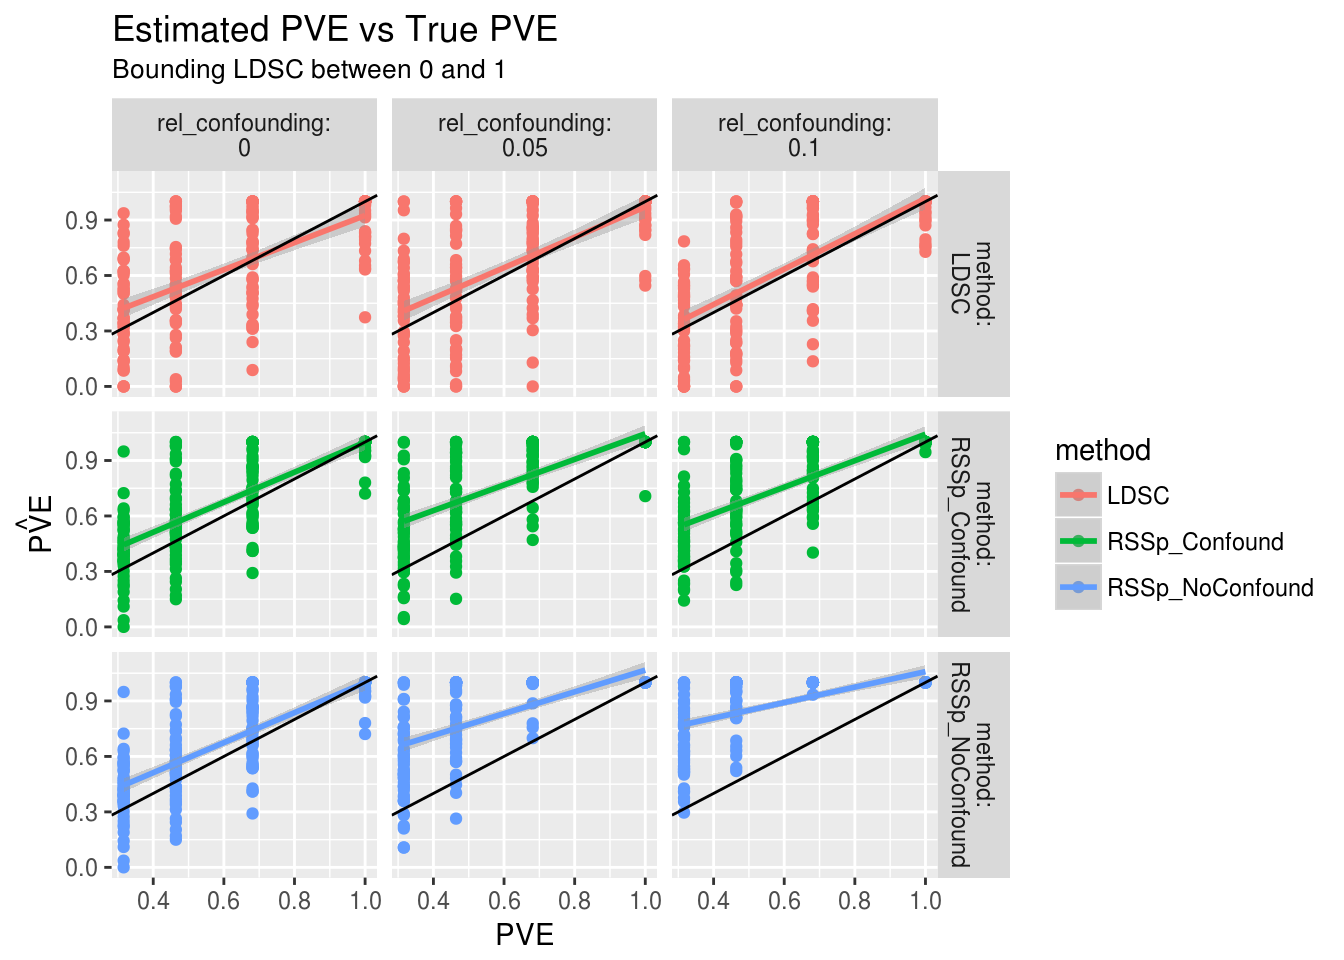 Estimated PVE vs True PVE
Bounding LDSC between 0 and 1
rel_confounding:
0
rel_confounding:
0.05
rel_confounding:
0.1
0.9
0.6
0.3
0.0
method:
LDSC
0.9
0.6
0.3
0.0
method:
RSSp_Confound
0.9
0.6
0.3
0.0
method:
RSSp_NoConfound
PV̂E
0.4 0.6 0.8 1.0
0.4 0.6 0.8 1.0
0.4 0.6 0.8 1.0
PVE
method
LDSC
RSSp_Confound
RSSp_NoConfound